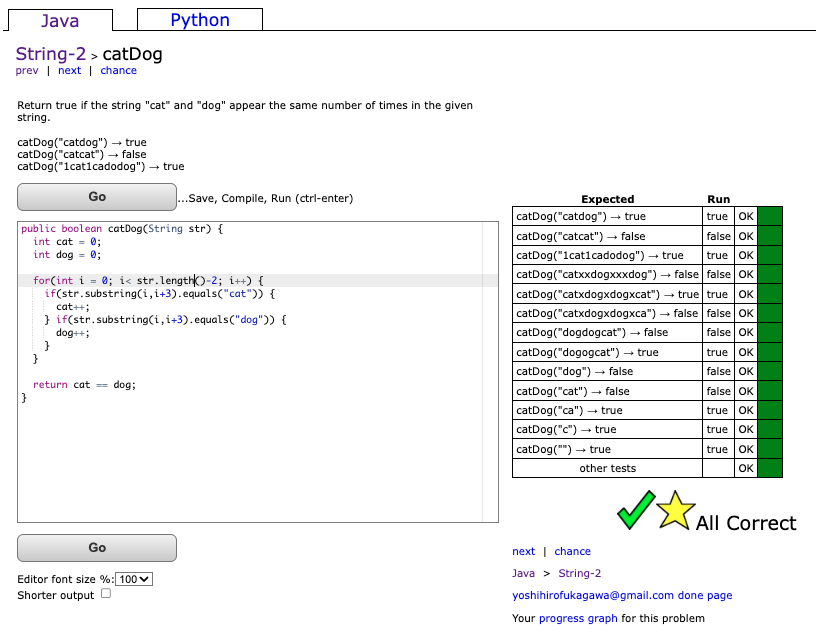 Java
Python
String-2 > catDog
prev | next | chance
Return true if the string "cat" and "dog" appear the same number of times in the given
string.
catDog("catdog") → true
catDog("catcat") → false
catDog("1cat1cadodog") → true
Go
...Save, Compile, Run (ctrl-enter)
public boolean catDog(String str) {
  int cat = 0;
  int dog = 0;
  for(int i = 0; i< str.length()-2; i++) {
    if(str.substring(i,i+3).equals("cat")) {
      cat++;
    } if(str.substring(i,i+3).equals("dog")) {
      dog++;
    }
  }
  return cat == dog;
}
Go
Editor font size %: 100
Shorter output
Expected Run
catDog("catdog") → true true OK
catDog("catcat") → false false OK
catDog("1cat1cadodog") → true true OK
catDog("catxxdogxxxdog") → false false OK
catDog("catxdogxdogxcat") → true true OK
catDog("catxdogxdogxca") → false false OK
catDog("dogdogcat") → false false OK
catDog("dogogcat") → true true OK
catDog("dog") → false false OK
catDog("cat") → false false OK
catDog("ca") → true true OK
catDog("c") → true true OK
catDog("") → true true OK
other tests OK
All Correct
next | chance
Java > String-2
yoshihirofukagawa@gmail.com done page
Your progress graph for this problem